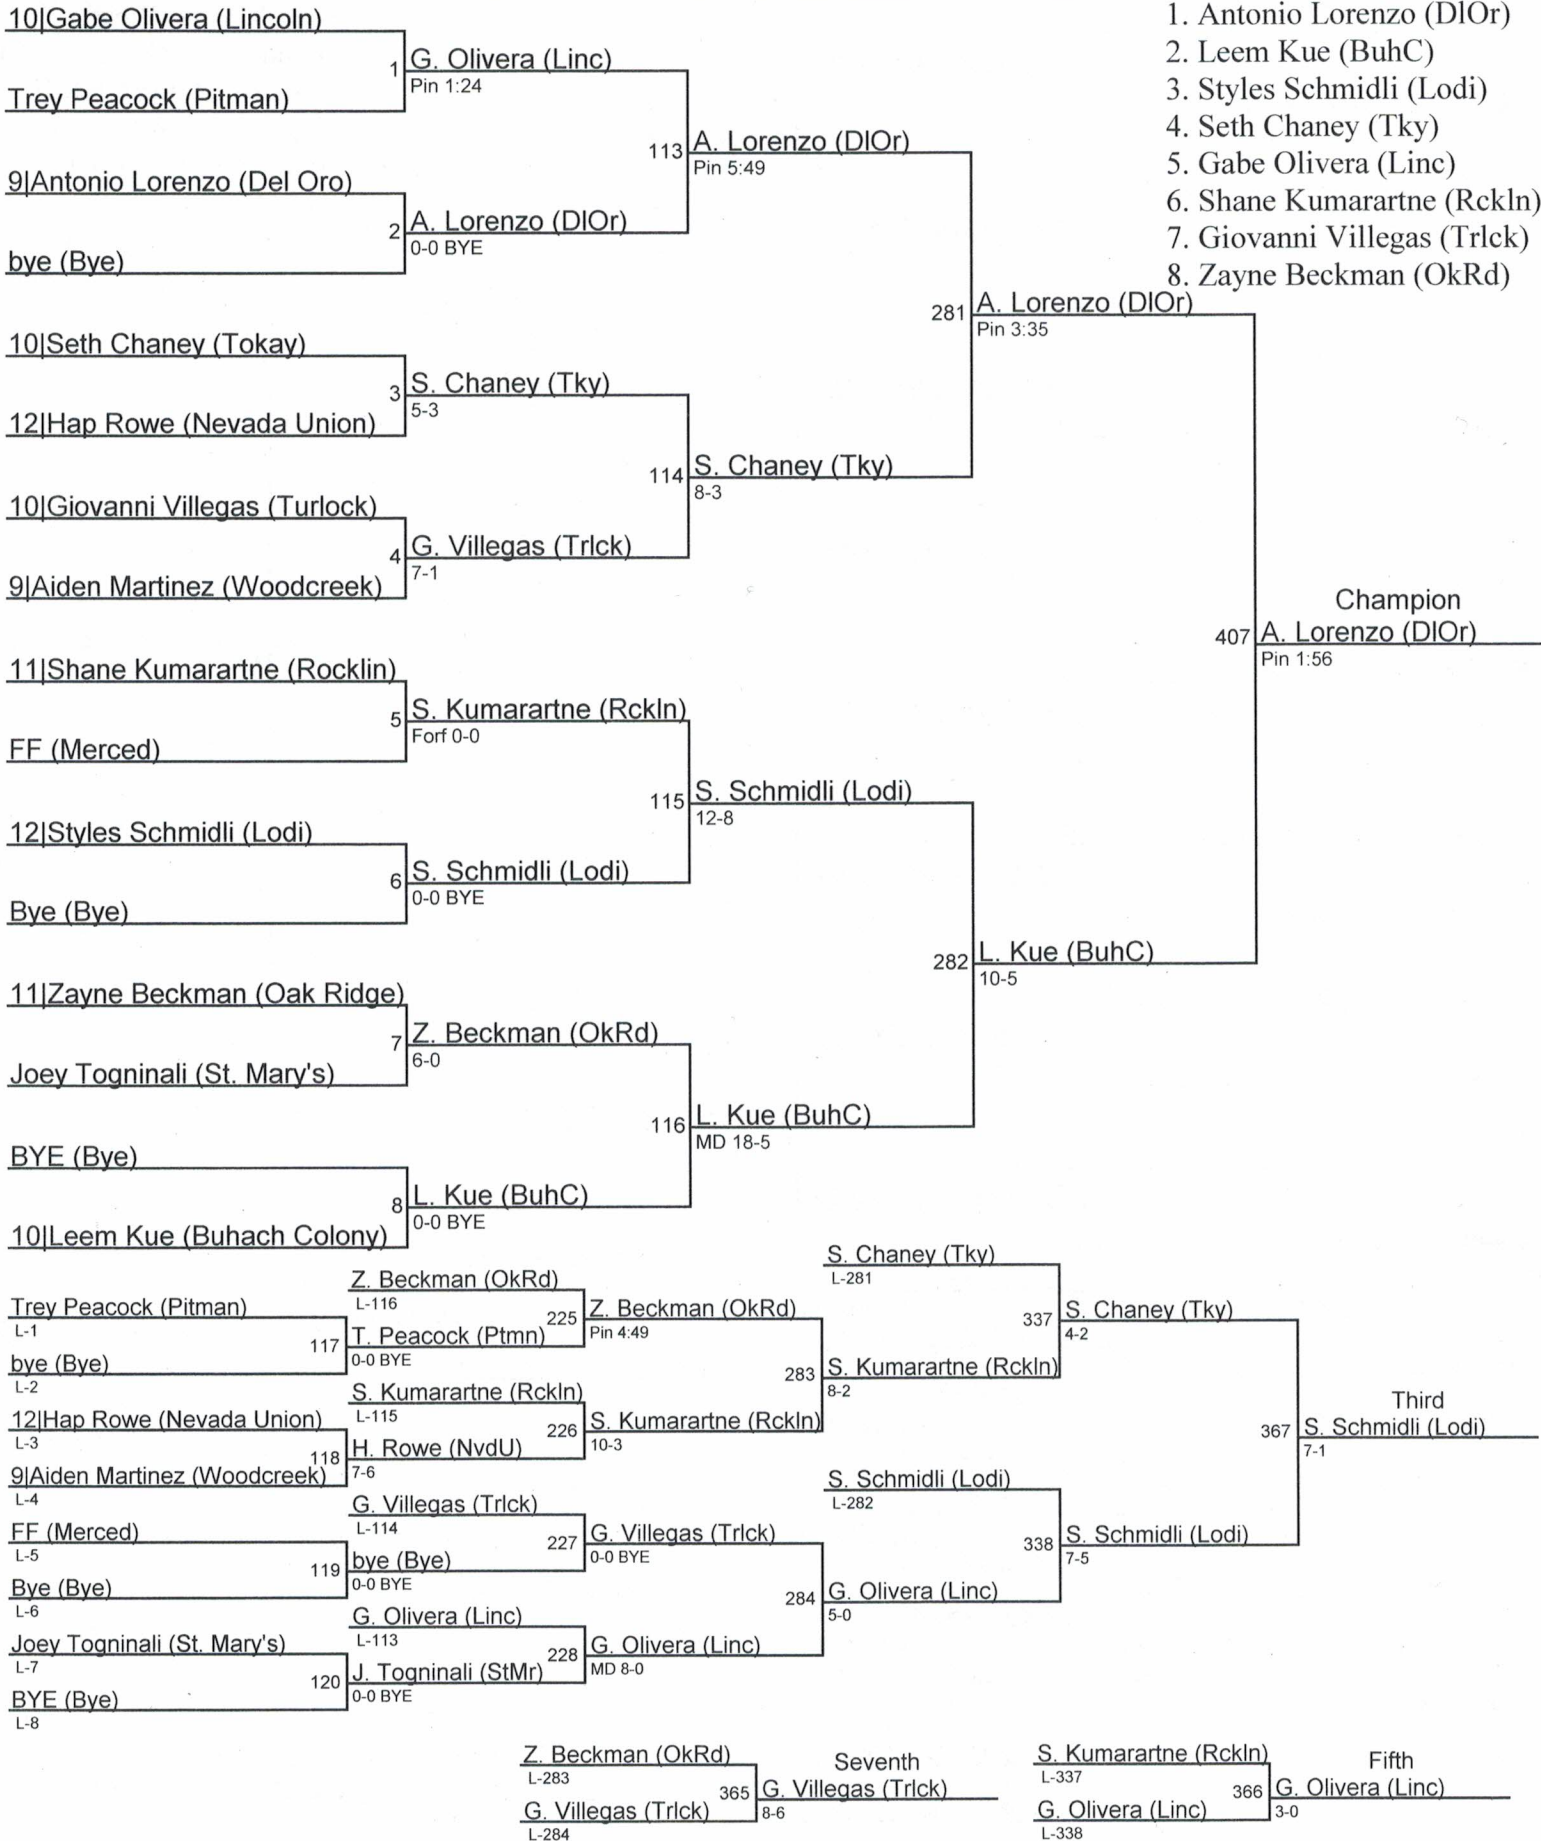 10|Gabe Olivera (Lincoln)
1
G. Olivera (Linc)
Pin 1:24
Trey Peacock (Pitman)
113
A. Lorenzo (DlOr)
Pin 5:49
9|Antonio Lorenzo (Del Oro)
2
A. Lorenzo (DlOr)
0-0 BYE
bye (Bye)
281
A. Lorenzo (DlOr)
Pin 3:35
10|Seth Chaney (Tokay)
3
S. Chaney (Tky)
5-3
12|Hap Rowe (Nevada Union)
114
S. Chaney (Tky)
8-3
10|Giovanni Villegas (Turlock)
4
G. Villegas (Trlck)
7-1
9|Aiden Martinez (Woodcreek)
Champion
407
A. Lorenzo (DlOr)
Pin 1:56
11|Shane Kumarartne (Rocklin)
5
S. Kumarartne (Rckln)
Forf 0-0
FF (Merced)
115
S. Schmidli (Lodi)
12-8
12|Styles Schmidli (Lodi)
6
S. Schmidli (Lodi)
0-0 BYE
Bye (Bye)
282
L. Kue (BuhC)
10-5
11|Zayne Beckman (Oak Ridge)
7
Z. Beckman (OkRd)
6-0
Joey Togninali (St. Mary's)
116
L. Kue (BuhC)
MD 18-5
BYE (Bye)
8
L. Kue (BuhC)
0-0 BYE
10|Leem Kue (Buhach Colony)
1. Antonio Lorenzo (DlOr)
2. Leem Kue (BuhC)
3. Styles Schmidli (Lodi)
4. Seth Chaney (Tky)
5. Gabe Olivera (Linc)
6. Shane Kumarartne (Rckln)
7. Giovanni Villegas (Trlck)
8. Zayne Beckman (OkRd)
Trey Peacock (Pitman)
L-1
117
bye (Bye)
L-2
12|Hap Rowe (Nevada Union)
L-3
118
9|Aiden Martinez (Woodcreek)
L-4
FF (Merced)
L-5
119
Bye (Bye)
L-6
Joey Togninali (St. Mary's)
L-7
120
BYE (Bye)
L-8
Z. Beckman (OkRd)
L-116
225
T. Peacock (Ptmn)
0-0 BYE
S. Kumarartne (Rckln)
L-115
226
H. Rowe (NvdU)
7-6
G. Villegas (Trlck)
L-114
227
bye (Bye)
0-0 BYE
G. Olivera (Linc)
L-113
228
J. Togninali (StMr)
0-0 BYE
Z. Beckman (OkRd)
Pin 4:49
283
S. Kumarartne (Rckln)
10-3
G. Villegas (Trlck)
0-0 BYE
284
G. Olivera (Linc)
MD 8-0
S. Chaney (Tky)
L-281
337
S. Kumarartne (Rckln)
8-2
S. Schmidli (Lodi)
L-282
338
G. Olivera (Linc)
5-0
S. Chaney (Tky)
4-2
367
S. Schmidli (Lodi)
7-5
Third
S. Schmidli (Lodi)
7-1
Z. Beckman (OkRd)
L-283
365
G. Villegas (Trlck)
L-284
Seventh
G. Villegas (Trlck)
8-6
S. Kumarartne (Rckln)
L-337
366
G. Olivera (Linc)
L-338
Fifth
G. Olivera (Linc)
3-0